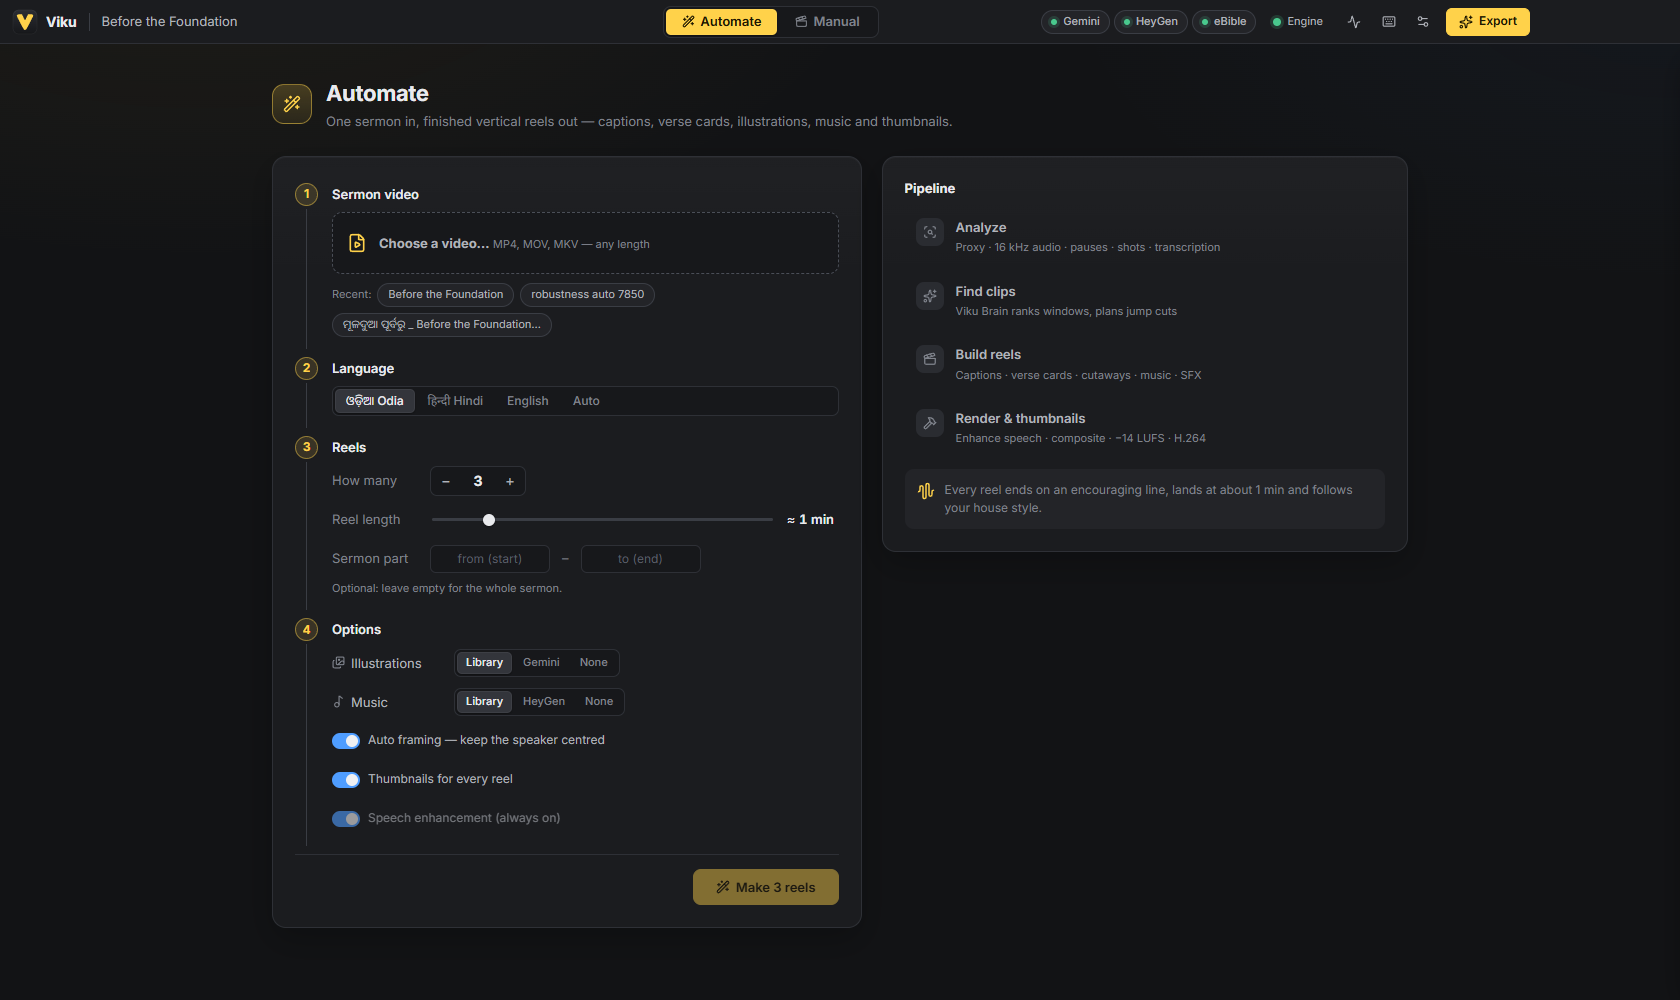 Viku
Before the Foundation
Automate
Manual
Gemini
HeyGen
eBible
Engine
Export
Automate
One sermon in, finished vertical reels out — captions, verse cards, illustrations, music and thumbnails.
1
Sermon video
Choose a video... MP4, MOV, MKV — any length
Recent:
Before the Foundation
robustness auto 7850
ମୂଳଦୁଆ ପୂର୍ବରୁ _ Before the Foundation...
2
Language
ଓଡ଼ିଆ Odia
हिन्दी Hindi
English
Auto
3
Reels
How many
− 3 +
Reel length
≈ 1 min
Sermon part
from (start)
–
to (end)
Optional: leave empty for the whole sermon.
4
Options
Illustrations
Library
Gemini
None
Music
Library
HeyGen
None
Auto framing — keep the speaker centred
Thumbnails for every reel
Speech enhancement (always on)
Make 3 reels
Pipeline
Analyze
Proxy · 16 kHz audio · pauses · shots · transcription
Find clips
Viku Brain ranks windows, plans jump cuts
Build reels
Captions · verse cards · cutaways · music · SFX
Render & thumbnails
Enhance speech · composite · −14 LUFS · H.264
Every reel ends on an encouraging line, lands at about 1 min and follows
your house style.